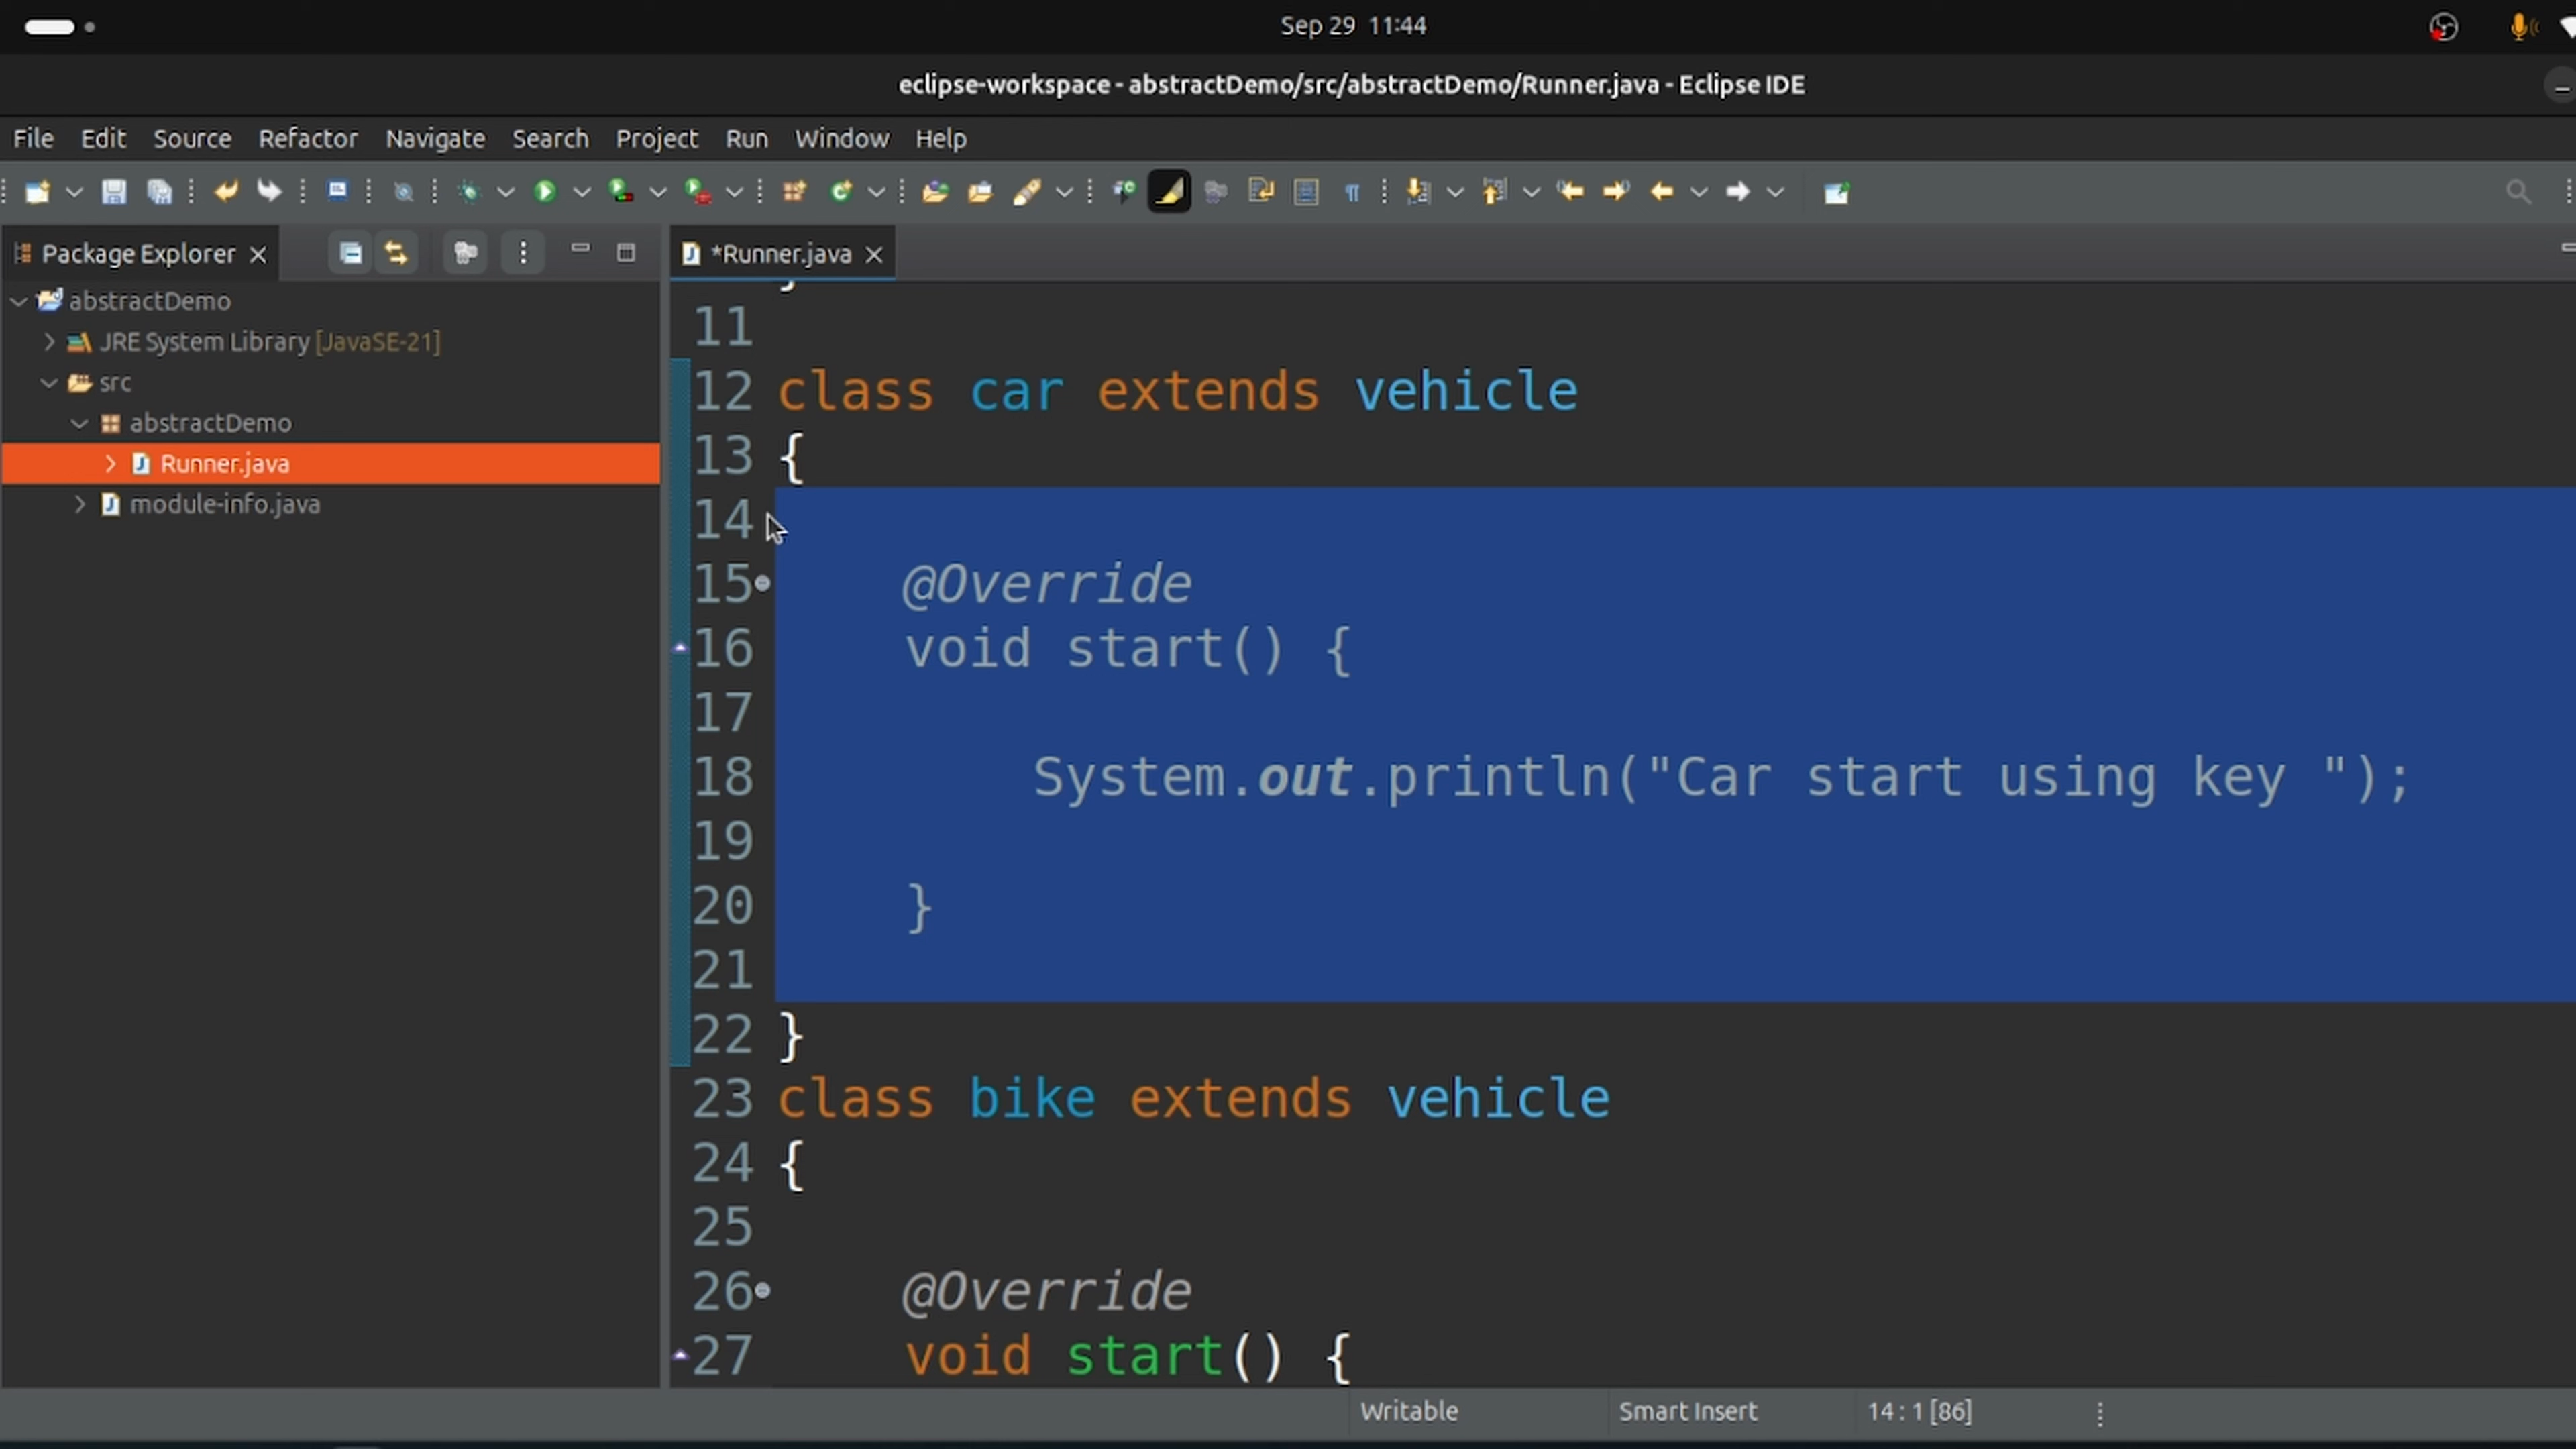 Sep 29 11:44
eclipse-workspace - abstractDemo/src/abstractDemo/Runner.java - Eclipse IDE
File Edit Source Refactor Navigate Search Project Run Window Help
Package Explorer
*Runner.java
abstractDemo
JRE System Library [JavaSE-21]
src
abstractDemo
Runner.java
module-info.java
11
12 class car extends vehicle
13 {
14
15 @Override
16 void start() {
17
18 System.out.println("Car start using key ");
19
20 }
21
22 }
23 class bike extends vehicle
24 {
25
26 @Override
27 void start() {
Writable Smart Insert 14 : 1 [86]